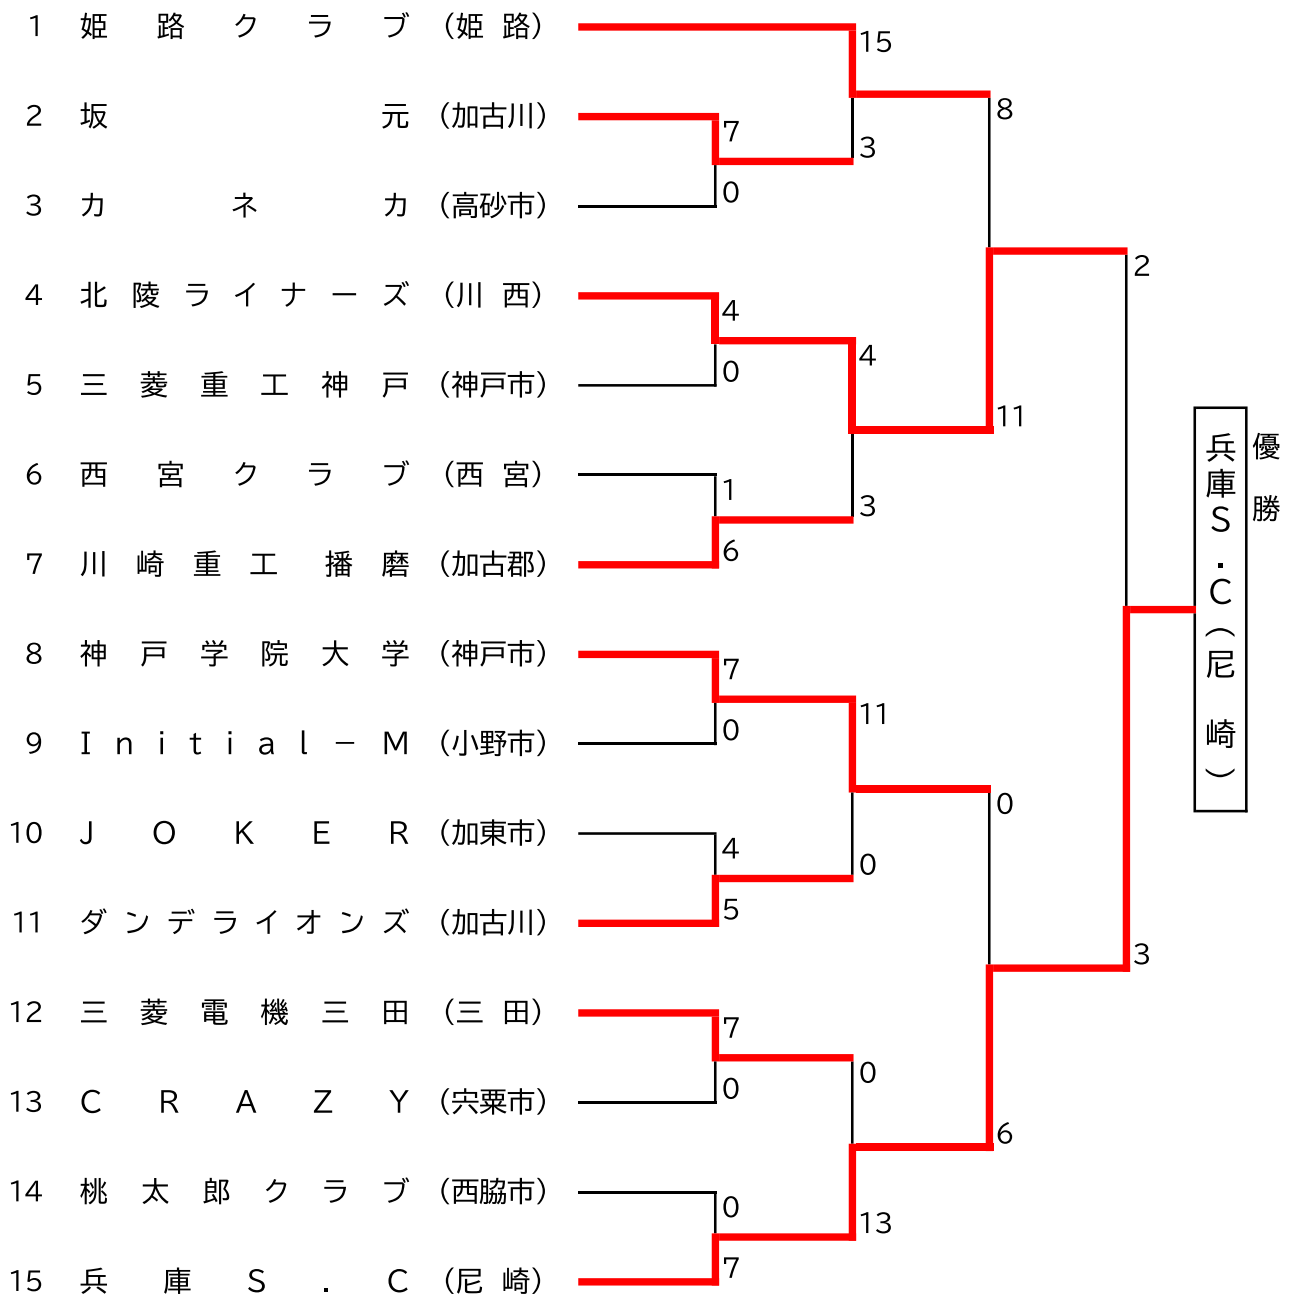 1 姫路クラブ (姫路)
15
8
2 坂元 (加古川)
7
3
3 カネカ (高砂市)
0
2
4 北陵ライナーズ (川西)
4
4
5 三菱重工神戸 (神戸市)
0
11
6 西宮クラブ (西宮)
1
3
7 川崎重工 播磨 (加古郡)
6
8 神戸学院大学 (神戸市)
7
11
9 Initial-M (小野市)
0
0
10 JOKER (加東市)
4
0
11 ダンデライオンズ (加古川)
5
3
12 三菱電機三田 (三田)
7
0
13 CRAZY (宍粟市)
0
6
14 桃太郎クラブ (西脇市)
0
13
15 兵庫S.C (尼崎)
7
優勝
兵庫S.C(尼崎)